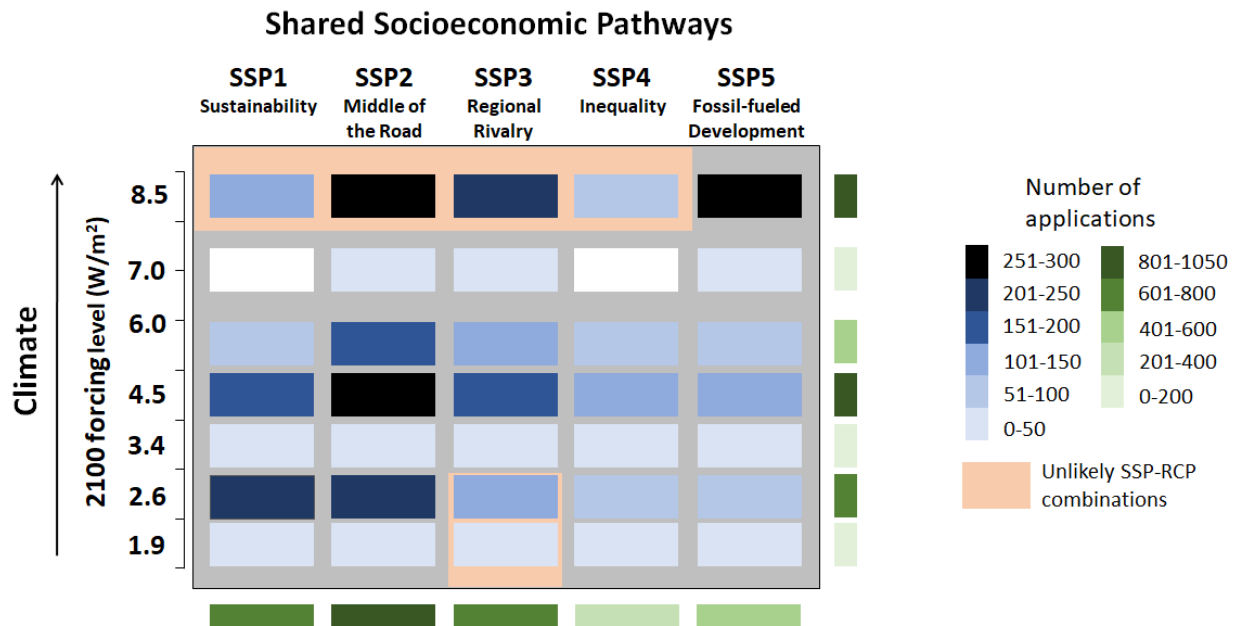 Shared Socioeconomic Pathways
SSP1
Sustainability
SSP2
Middle of
the Road
SSP3
Regional
Rivalry
SSP4
Inequality
SSP5
Fossil-fueled
Development
Climate
2100 forcing level (W/m²)
8.5
7.0
6.0
4.5
3.4
2.6
1.9
Number of
applications
251-300
201-250
151-200
101-150
51-100
0-50
801-1050
601-800
401-600
201-400
0-200
Unlikely SSP-RCP
combinations